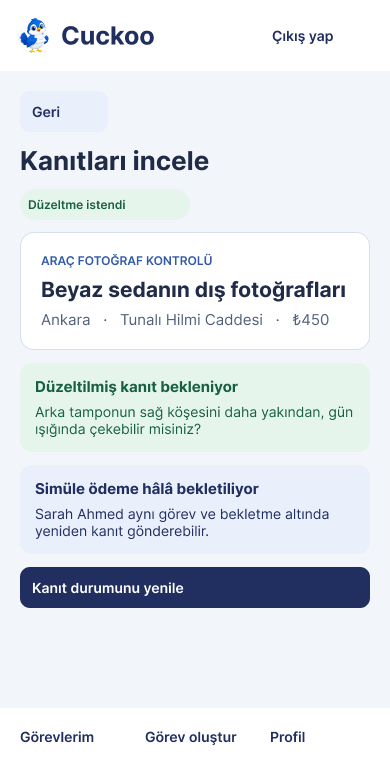 Cuckoo
Çıkış yap
Geri
Kanıtları incele
Düzeltme istendi
ARAÇ FOTOĞRAF KONTROLÜ
Beyaz sedanın dış fotoğrafları
Ankara · Tunalı Hilmi Caddesi · ₺450
Düzeltilmiş kanıt bekleniyor
Arka tamponun sağ köşesini daha yakından, gün
ışığında çekebilir misiniz?
Simüle ödeme hâlâ bekletiliyor
Sarah Ahmed aynı görev ve bekletme altında
yeniden kanıt gönderebilir.
Kanıt durumunu yenile
Görevlerim
Görev oluştur
Profil